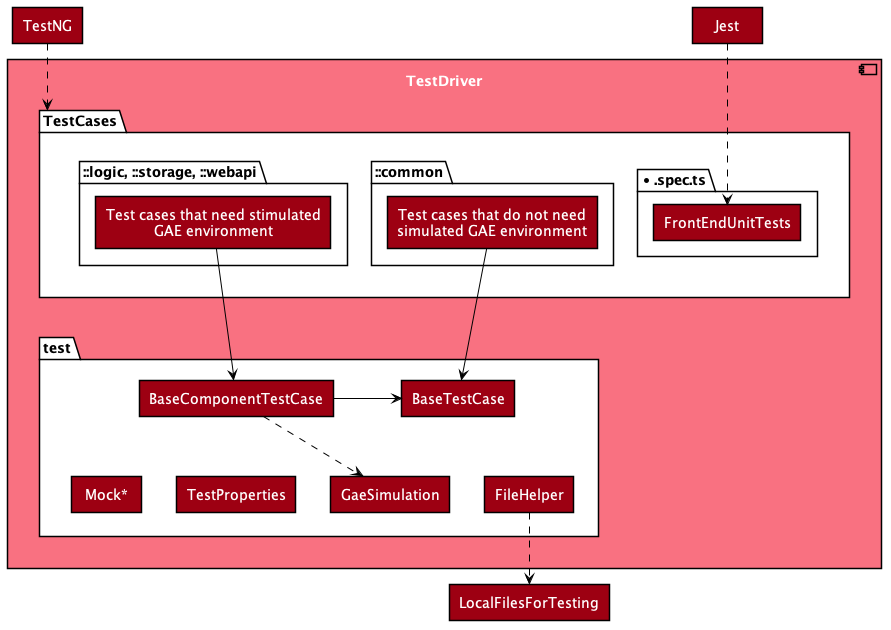 TestNG
Jest
TestDriver
TestCases
::logic, ::storage, ::webapi
::common
• .spec.ts
Test cases that need stimulated
GAE environment
Test cases that do not need
simulated GAE environment
FrontEndUnitTests
test
BaseComponentTestCase
BaseTestCase
Mock*
TestProperties
GaeSimulation
FileHelper
LocalFilesForTesting